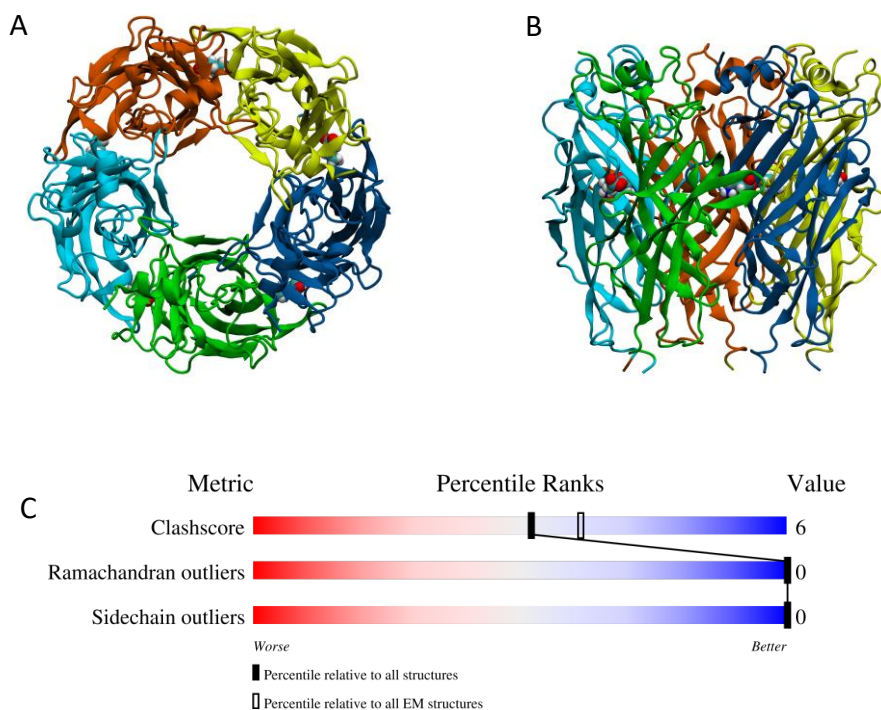 A
B
Metric Percentile Ranks Value
C
Clashscore 6
Ramachandran outliers 0
Sidechain outliers 0
Worse Better
Percentile relative to all structures
Percentile relative to all EM structures